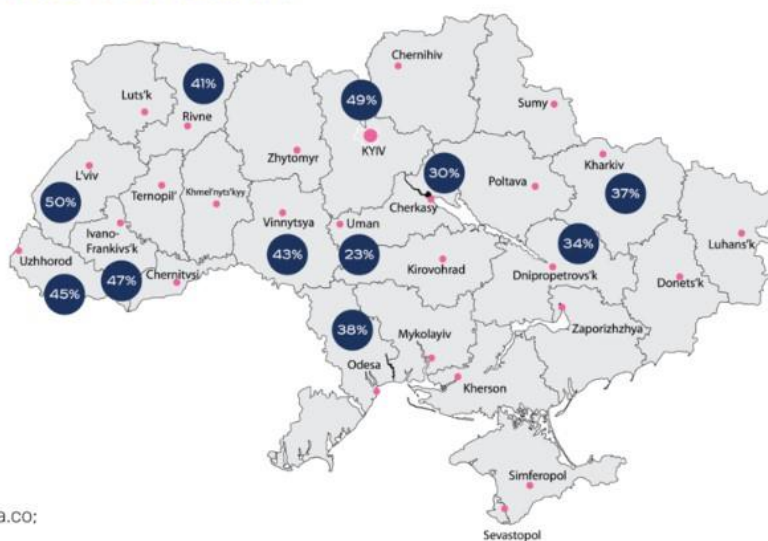 Chernihiv
41%
Luts'k
Rivne
49%
Sumy
KYIV
Zhytomyr
Kharkiv
L'viv
30%
Poltava
37%
Ternopil'
Khmel'nyts'kyy
50%
Cherkasy
Ivano-
Frankivs'k
Vinnytsya
Uman
34%
Luhans'k
Uzhhorod
43%
23%
Kirovohrad
Dnipropetrovs'k
Donets'k
45%
47%
Chernitvsi
38%
Mykolayiv
Zaporizhzhya
Odesa
Kherson
Simferopol
a.co;
Sevastopol